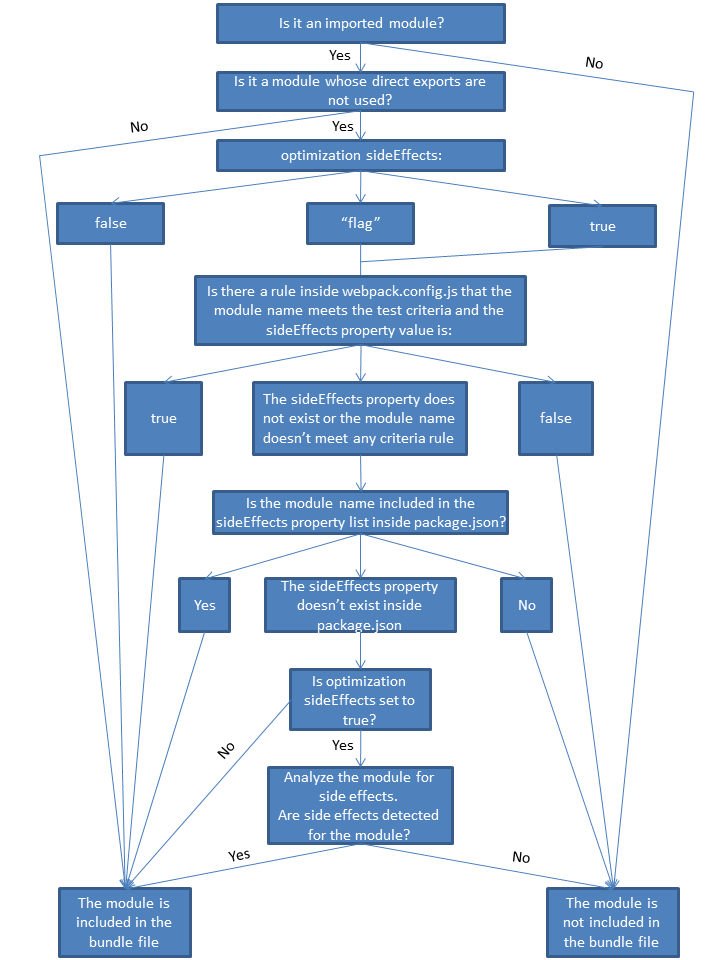 Is it an imported module?
Yes
No
Is it a module whose direct exports are
not used?
No
Yes
optimization sideEffects:
false
“flag”
true
Is there a rule inside webpack.config.js that the
module name meets the test criteria and the
sideEffects property value is:
true
The sideEffects property does
not exist or the module name
doesn’t meet any criteria rule
false
Is the module name included in the
sideEffects property list inside package.json?
Yes
The sideEffects property
doesn’t exist inside
package.json
No
Is optimization
sideEffects set to
true?
No
Yes
Analyze the module for
side effects.
Are side effects detected
for the module?
Yes
No
The module is
included in the
bundle file
The module is
not included in
the bundle file